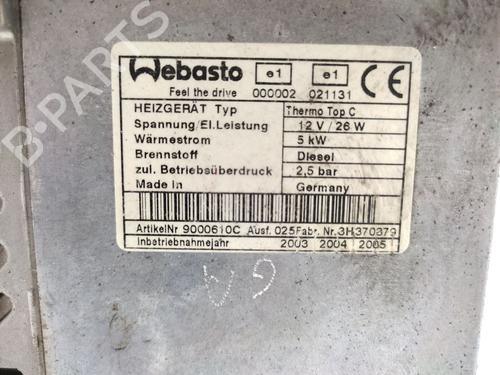 Webasto e1 e1 CE
Feel the drive 000002 021131
HEIZGERÄT Typ Thermo Top C
Spannung/El.Leistung 12 V / 26 W
Wärmestrom 5 kW
Brennstoff Diesel
zul. Betriebsüberdruck 2,5 bar
Made In Germany
ArtikelNr 9000610C Ausf. 025 Fabr. Nr. 3H370379
Inbetriebnahmejahr 2003 2004 2005
B-PARTS